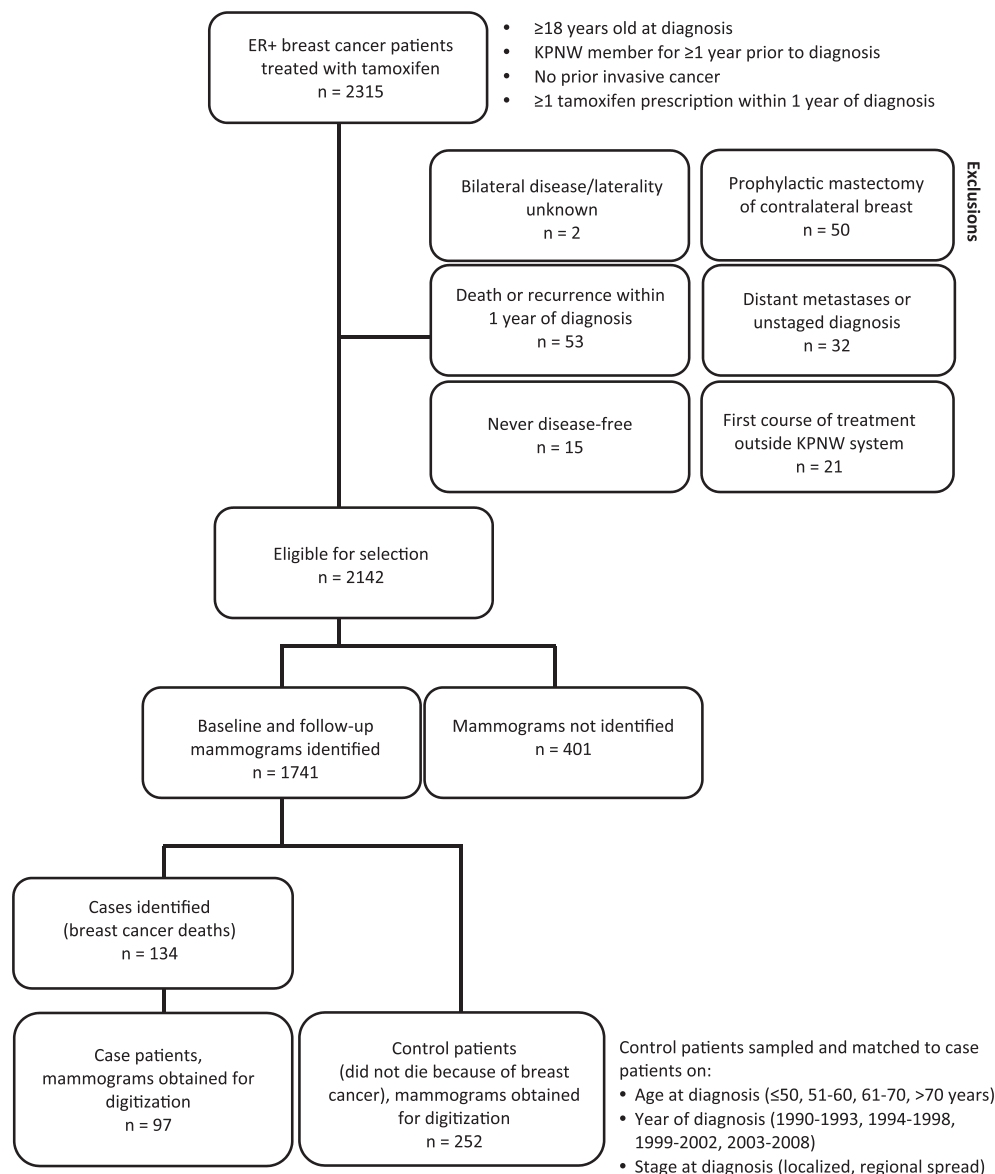 ER+ breast cancer patients
treated with tamoxifen
n = 2315
• ≥18 years old at diagnosis
• KPNW member for ≥1 year prior to diagnosis
• No prior invasive cancer
• ≥1 tamoxifen prescription within 1 year of diagnosis
Exclusions
Bilateral disease/laterality
unknown
n = 2
Prophylactic mastectomy
of contralateral breast
n = 50
Death or recurrence within
1 year of diagnosis
n = 53
Distant metastases or
unstaged diagnosis
n = 32
Never disease-free
n = 15
First course of treatment
outside KPNW system
n = 21
Eligible for selection
n = 2142
Baseline and follow-up
mammograms identified
n = 1741
Mammograms not identified
n = 401
Cases identified
(breast cancer deaths)
n = 134
Case patients,
mammograms obtained for
digitization
n = 97
Control patients
(did not die because of breast
cancer), mammograms obtained
for digitization
n = 252
Control patients sampled and matched to case
patients on:
• Age at diagnosis (≤50, 51-60, 61-70, >70 years)
• Year of diagnosis (1990-1993, 1994-1998,
1999-2002, 2003-2008)
• Stage at diagnosis (localized, regional spread)